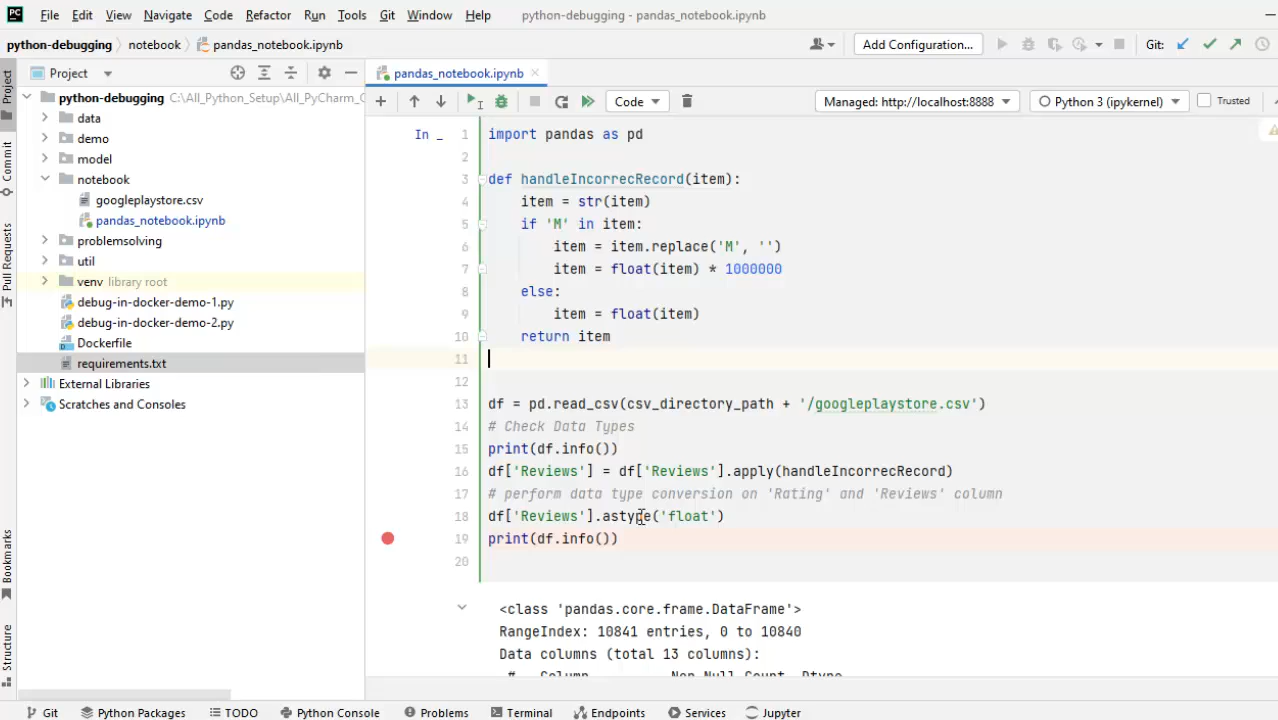 PC File Edit View Navigate Code Refactor Run Tools Git Window Help python-debugging - pandas_notebook.ipynb
python-debugging notebook pandas_notebook.ipynb Add Configuration... Git:
Project pandas_notebook.ipynb
Code Managed: http://localhost:8888 Python 3 (ipykernel) Trusted
Project
Commit
Pull Requests
Bookmarks
Structure
python-debugging C:\All_Python_Setup\All_PyCharm_
data
demo
model
notebook
googleplaystore.csv
pandas_notebook.ipynb
problemsolving
util
venv library root
debug-in-docker-demo-1.py
debug-in-docker-demo-2.py
Dockerfile
requirements.txt
External Libraries
Scratches and Consoles
In _
1 import pandas as pd
2
3 def handleIncorrecRecord(item):
4 item = str(item)
5 if 'M' in item:
6 item = item.replace('M', '')
7 item = float(item) * 1000000
8 else:
9 item = float(item)
10 return item
11
12
13 df = pd.read_csv(csv_directory_path + '/googleplaystore.csv')
14 # Check Data Types
15 print(df.info())
16 df['Reviews'] = df['Reviews'].apply(handleIncorrecRecord)
17 # perform data type conversion on 'Rating' and 'Reviews' column
18 df['Reviews'].astype('float')
19 print(df.info())
20
<class 'pandas.core.frame.DataFrame'>
RangeIndex: 10841 entries, 0 to 10840
Data columns (total 13 columns):
# Column Non-Null Count Dtype
Git Python Packages TODO Python Console Problems Terminal Endpoints Services Jupyter